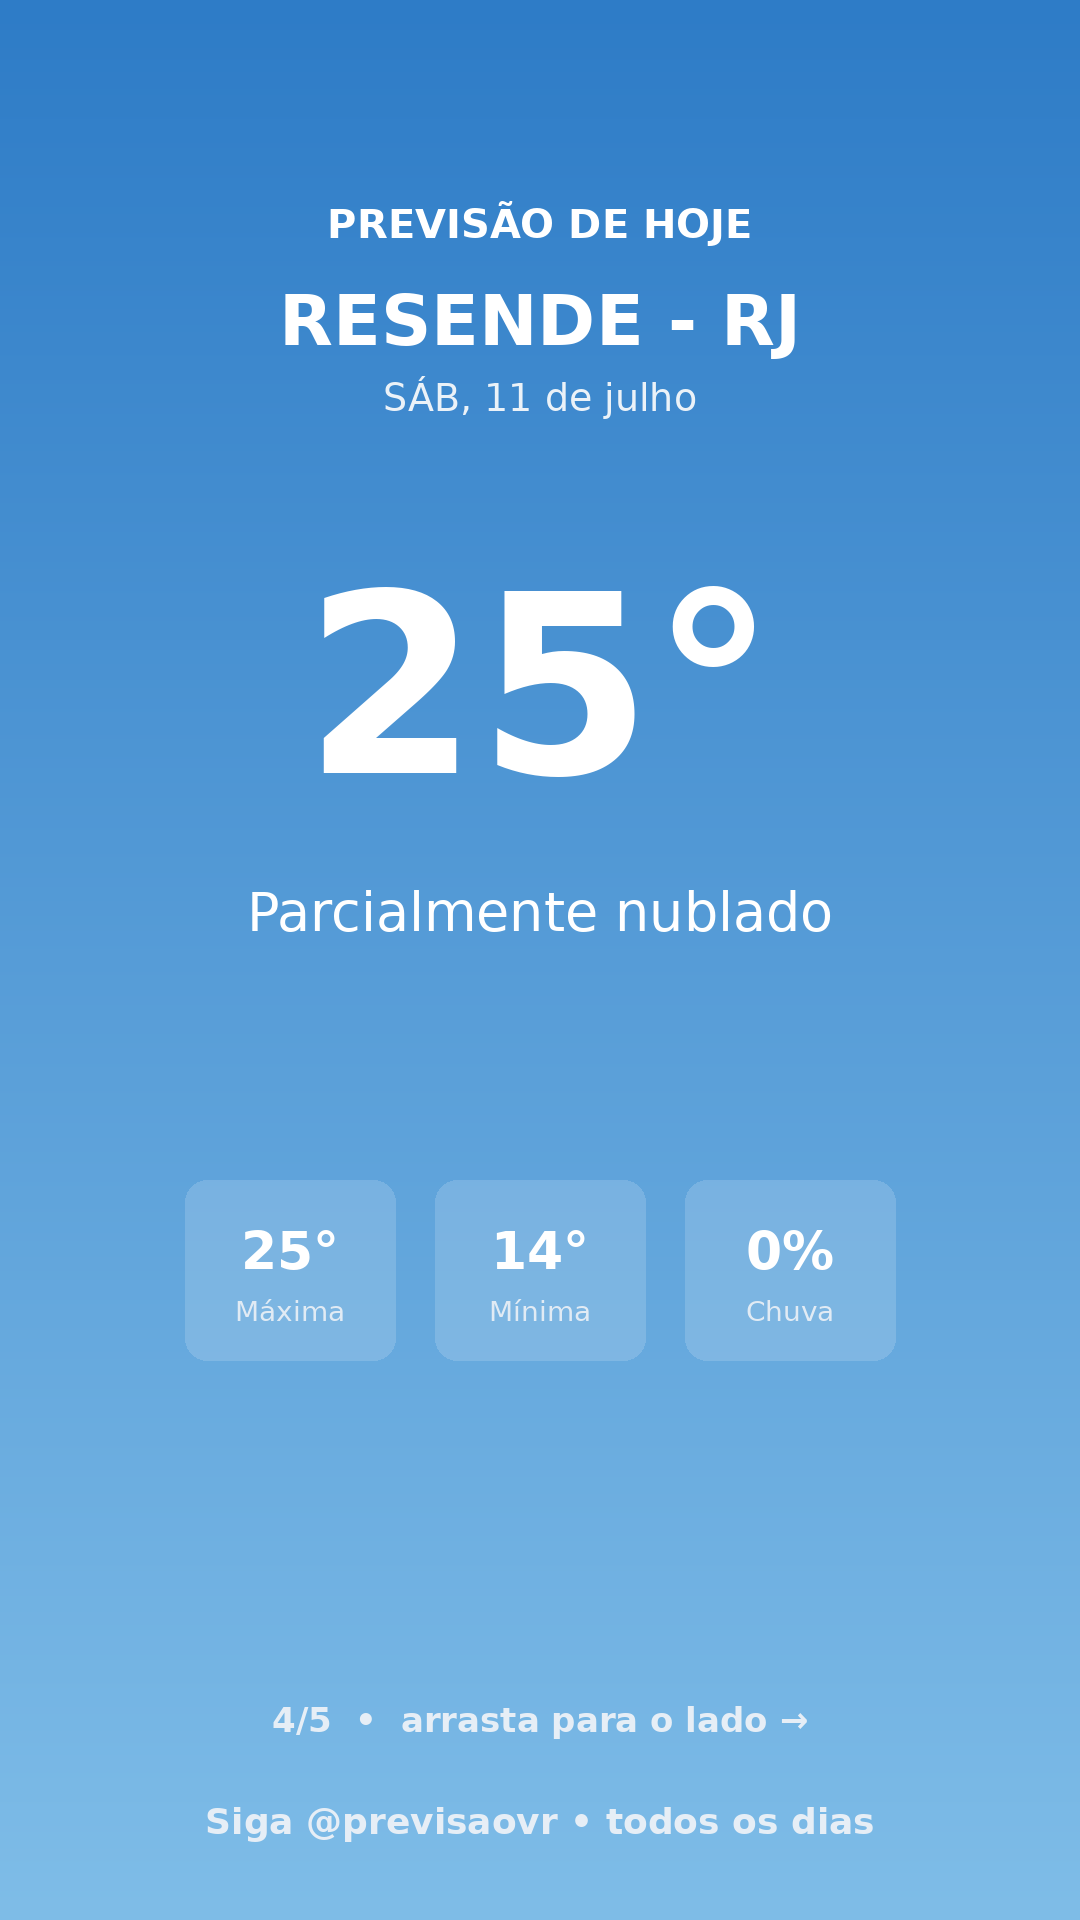 PREVISÃO DE HOJE
RESENDE - RJ
SÁB, 11 de julho
25°
Parcialmente nublado
25°
Máxima
14°
Mínima
0%
Chuva
4/5 • arrasta para o lado →
Siga @previsaovr • todos os dias